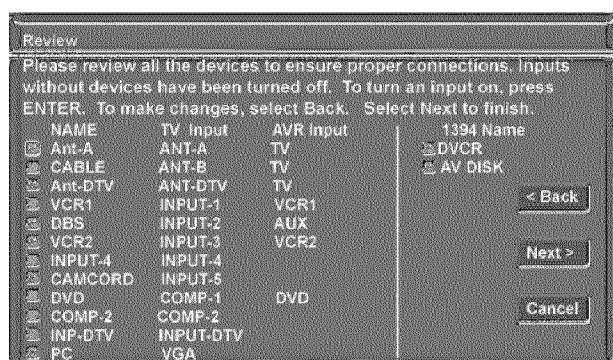 Review
Please review all the devices to ensure proper connections. Inputs
without devices have been turned off. To turn an input on, press
ENTER. To make changes, select Back. Select Next to finish.
NAME TV Input AVR Input 1394 Name
Ant-A ANT-A TV DVCR
CABLE ANT-B TV AV DISK
Ant-DTV ANT-DTV TV
VCR1 INPUT-1 VCR1
DBS INPUT-2 AUX
VCR2 INPUT-3 VCR2
INPUT-4 INPUT-4
CAMCORD INPUT-5
DVD COMP-1 DVD
COMP-2 COMP-2
INP-DTV INPUT-DTV
PC VGA
< Back
Next >
Cancel